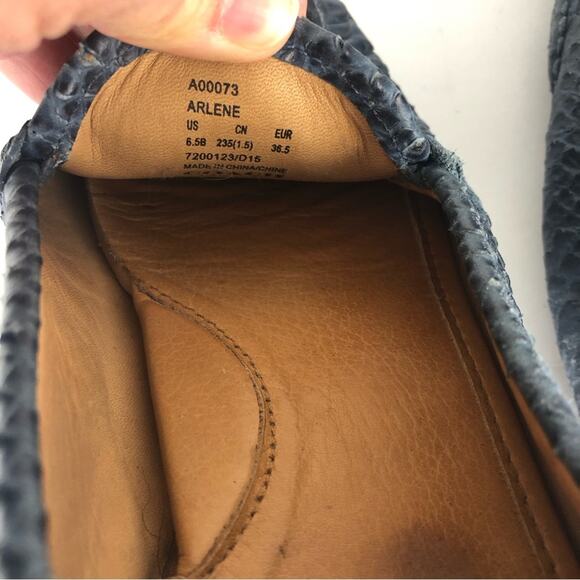 A00073
ARLENE
US CN EUR
6.5B 235(1.5) 36.5
7200123/D15
MADE IN CHINA/CHINE